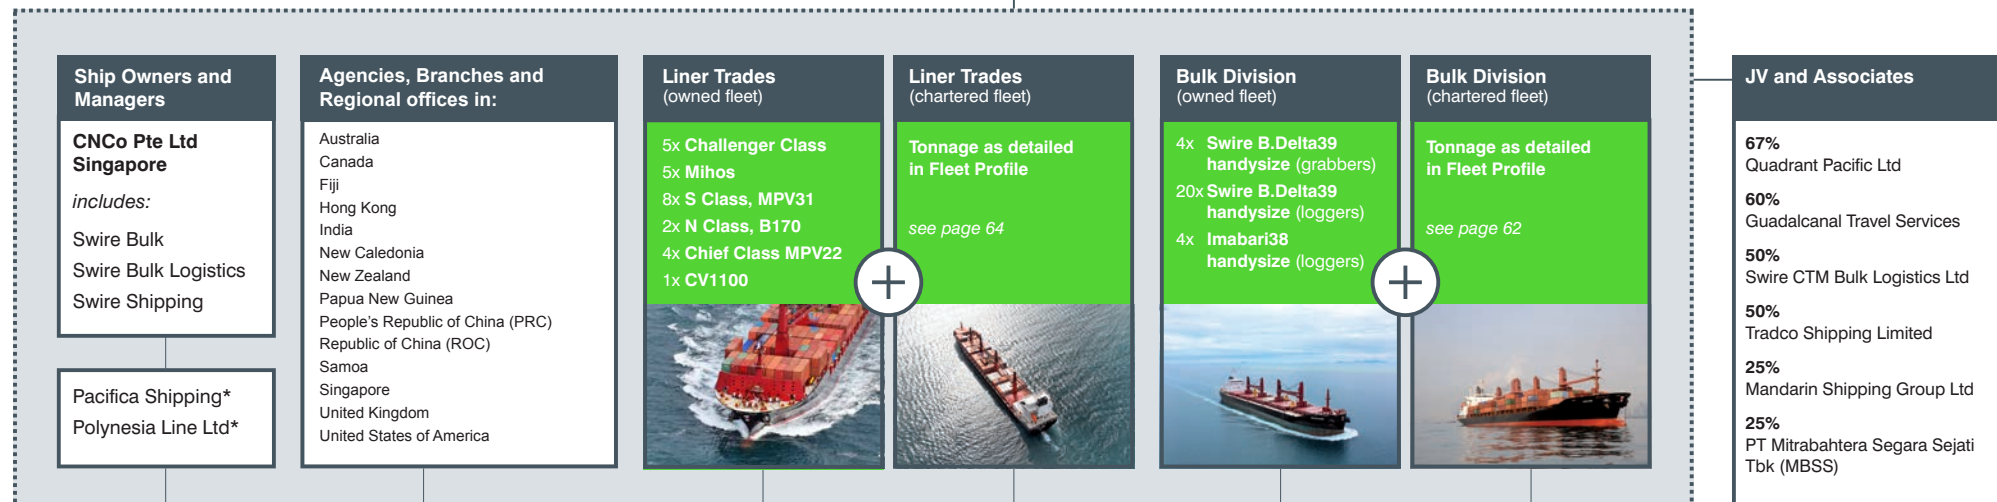 Ship Owners and
Managers
CNCo Pte Ltd
Singapore
includes:
Swire Bulk
Swire Bulk Logistics
Swire Shipping
Pacifica Shipping*
Polynesia Line Ltd*
Agencies, Branches and
Regional offices in:
Australia
Canada
Fiji
Hong Kong
India
New Caledonia
New Zealand
Papua New Guinea
People's Republic of China (PRC)
Republic of China (ROC)
Samoa
Singapore
United Kingdom
United States of America
Liner Trades
(owned fleet)
5x Challenger Class
5x Mihos
8x S Class, MPV31
2x N Class, B170
4x Chief Class MPV22
1x CV1100
Liner Trades
(chartered fleet)
Tonnage as detailed
in Fleet Profile
see page 64
Bulk Division
(owned fleet)
4x Swire B.Delta39
handysize (grabbers)
20x Swire B.Delta39
handysize (loggers)
4x Imabari38
handysize (loggers)
Bulk Division
(chartered fleet)
Tonnage as detailed
in Fleet Profile
see page 62
JV and Associates
67%
Quadrant Pacific Ltd
60%
Guadalcanal Travel Services
50%
Swire CTM Bulk Logistics Ltd
50%
Tradco Shipping Limited
25%
Mandarin Shipping Group Ltd
25%
PT Mitrabahtera Segara Sejati
Tbk (MBSS)